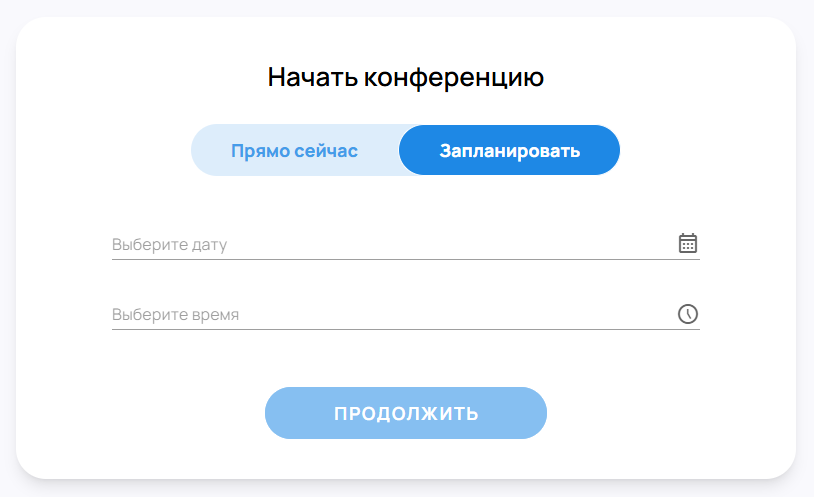 Начать конференцию
Прямо сейчас
Запланировать
Выберите дату
Выберите время
ПРОДОЛЖИТЬ